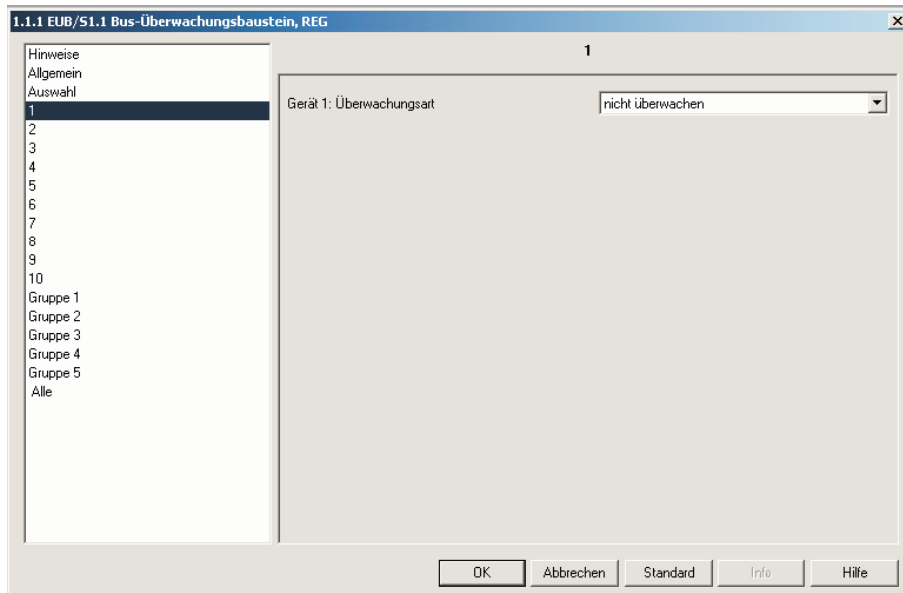 1.1.1 EUB/S1.1 Bus-Überwachungsbaustein, REG
Hinweise
Allgemein
Auswahl
1
2
3
4
5
6
7
8
9
10
Gruppe 1
Gruppe 2
Gruppe 3
Gruppe 4
Gruppe 5
Alle
1
Gerät 1: Überwachungsart
nicht überwachen
OK
Abbrechen
Standard
Info
Hilfe